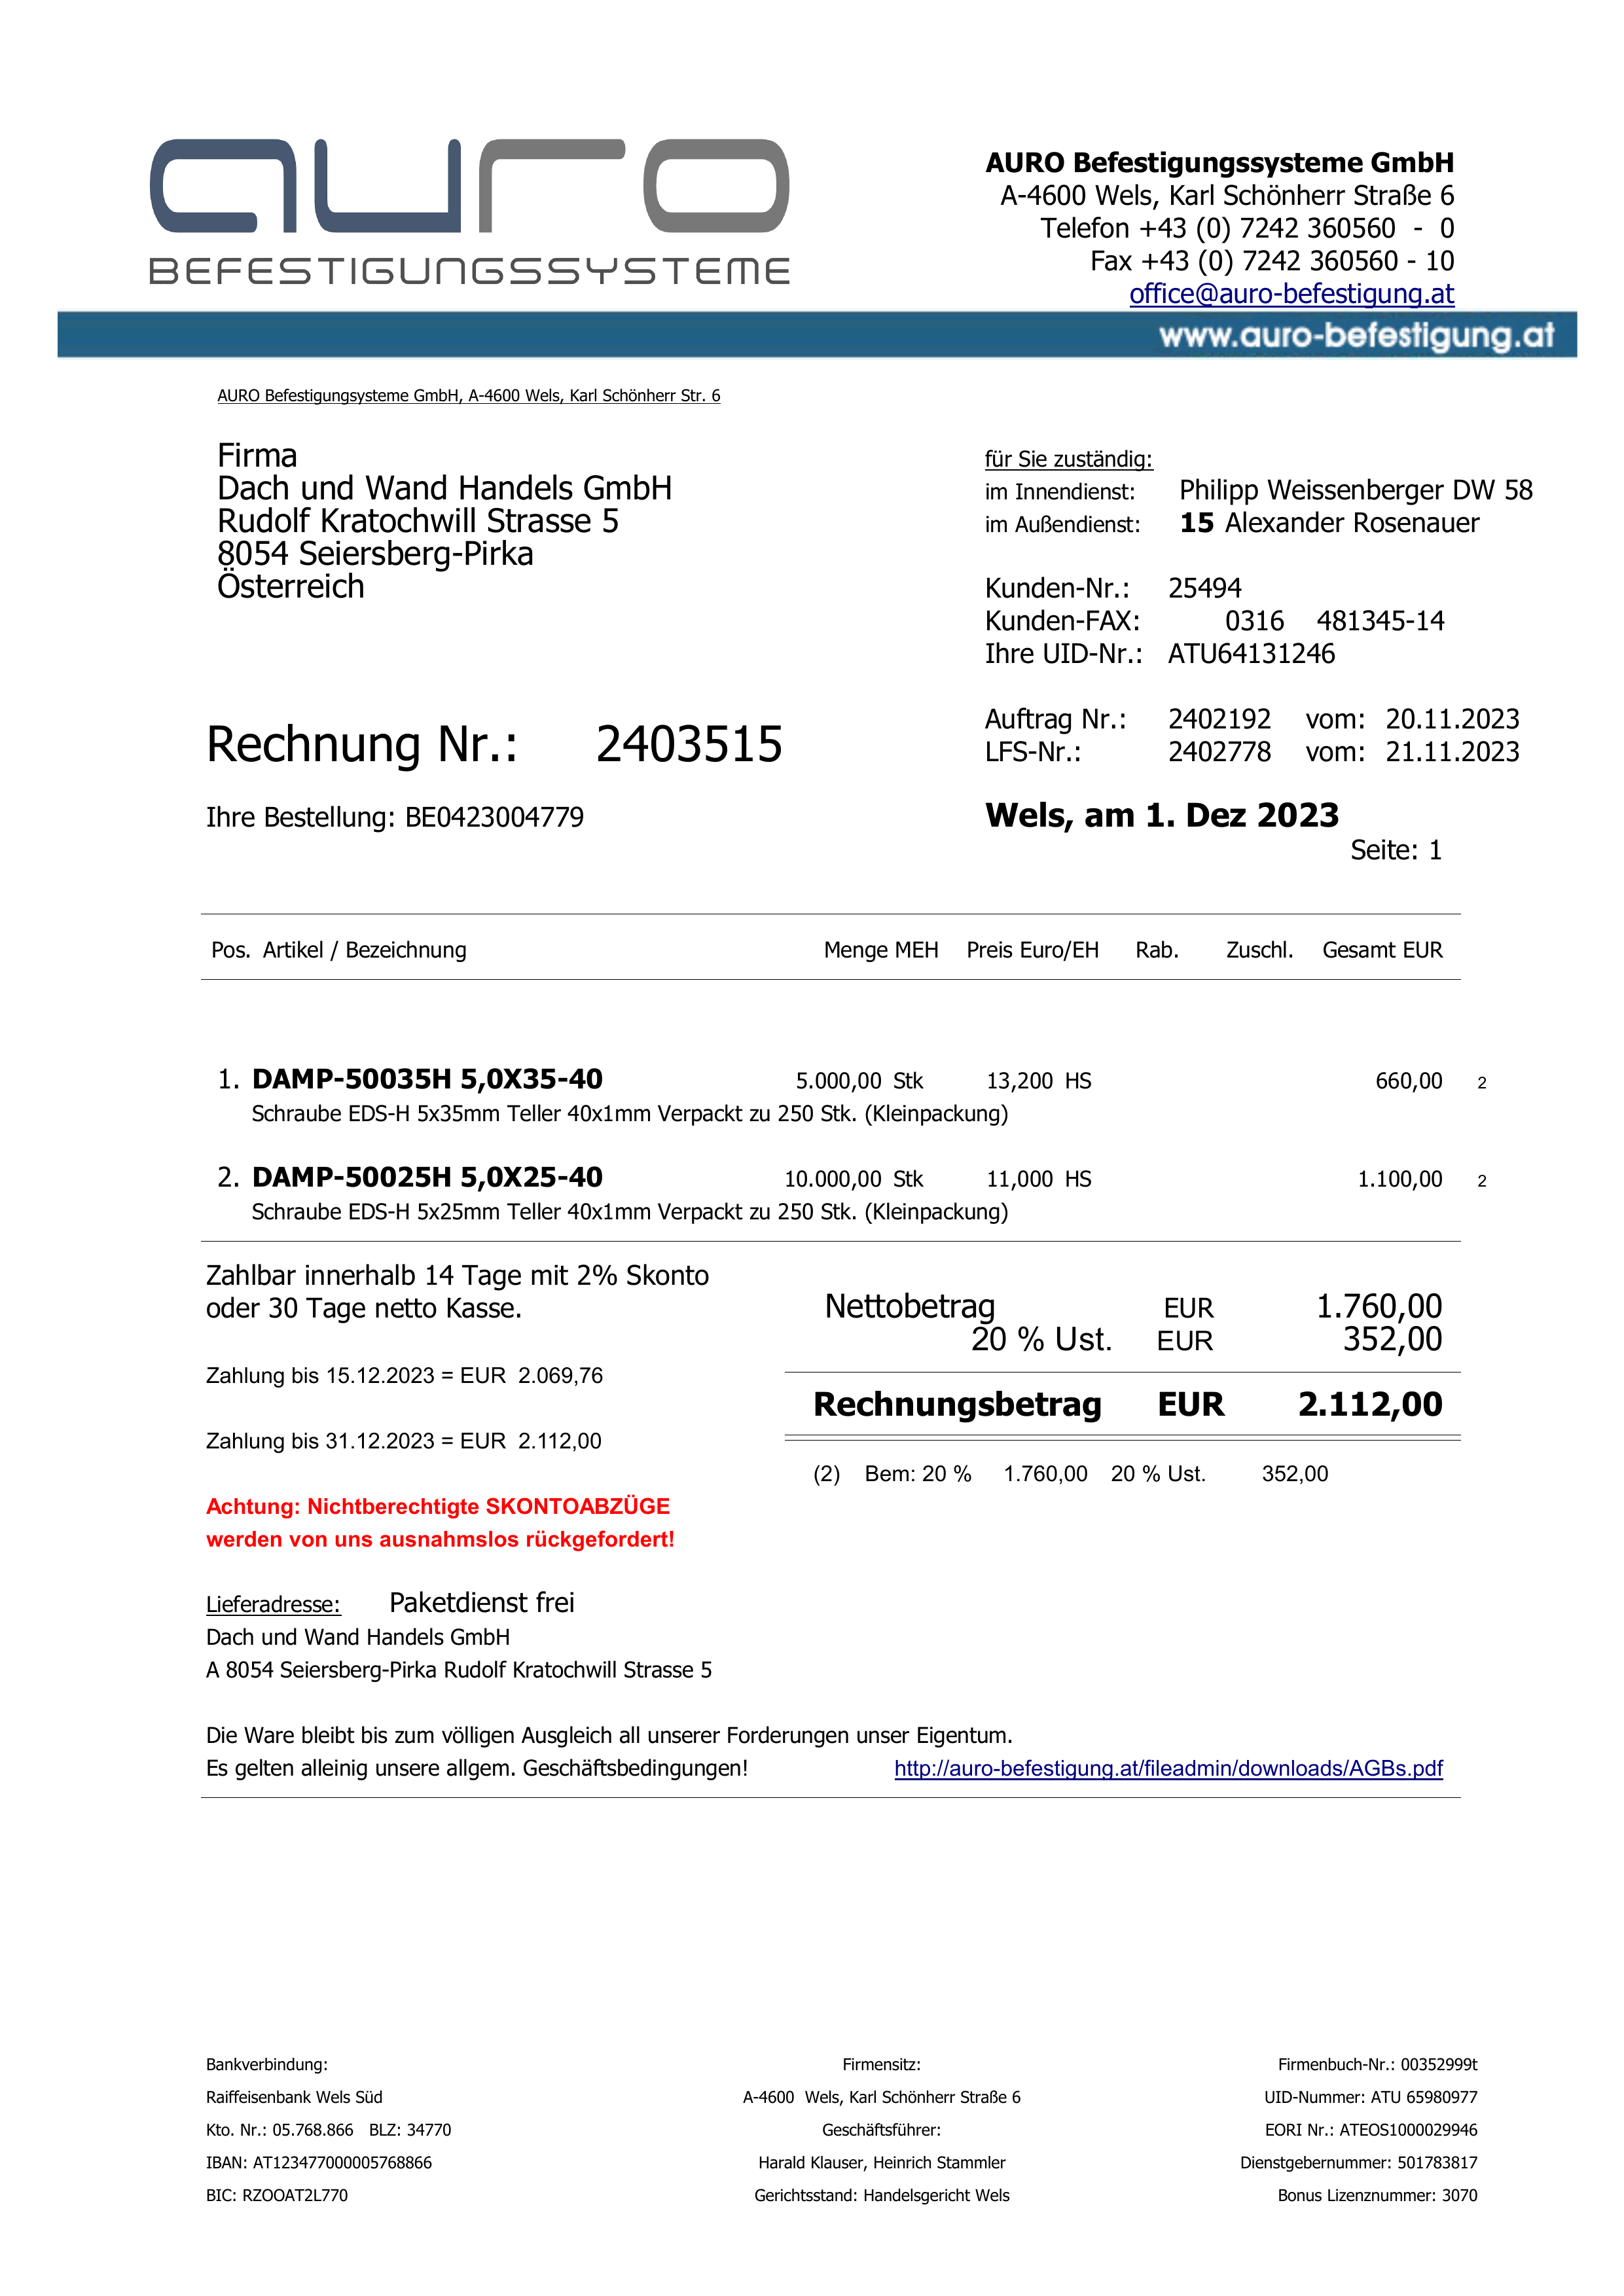 auro
BEFESTIGUNGSSYSTEME
AURO Befestigungssysteme GmbH
A-4600 Wels, Karl Schönherr Straße 6
Telefon +43 (0) 7242 360560 - 0
Fax +43 (0) 7242 360560 - 10
office@auro-befestigung.at
www.auro-befestigung.at
AURO Befestigungsysteme GmbH, A-4600 Wels, Karl Schönherr Str. 6
Firma
Dach und Wand Handels GmbH
Rudolf Kratochwill Strasse 5
8054 Seiersberg-Pirka
Österreich
für Sie zuständig:
im Innendienst: Philipp Weissenberger DW 58
im Außendienst: 15 Alexander Rosenauer
Kunden-Nr.: 25494
Kunden-FAX: 0316 481345-14
Ihre UID-Nr.: ATU64131246
Auftrag Nr.: 2402192 vom: 20.11.2023
LFS-Nr.: 2402778 vom: 21.11.2023
Rechnung Nr.: 2403515
Ihre Bestellung: BE0423004779
Wels, am 1. Dez 2023
Seite: 1
Pos. Artikel / Bezeichnung Menge MEH Preis Euro/EH Rab. Zuschl. Gesamt EUR
1. DAMP-50035H 5,0X35-40 5.000,00 Stk 13,200 HS 660,00 2
Schraube EDS-H 5x35mm Teller 40x1mm Verpackt zu 250 Stk. (Kleinpackung)
2. DAMP-50025H 5,0X25-40 10.000,00 Stk 11,000 HS 1.100,00 2
Schraube EDS-H 5x25mm Teller 40x1mm Verpackt zu 250 Stk. (Kleinpackung)
Zahlbar innerhalb 14 Tage mit 2% Skonto
oder 30 Tage netto Kasse.
Zahlung bis 15.12.2023 = EUR 2.069,76
Zahlung bis 31.12.2023 = EUR 2.112,00
Achtung: Nichtberechtigte SKONTOABZÜGE
werden von uns ausnahmslos rückgefordert!
Nettobetrag EUR 1.760,00
20 % Ust. EUR 352,00
Rechnungsbetrag EUR 2.112,00
(2) Bem: 20 % 1.760,00 20 % Ust. 352,00
Lieferadresse: Paketdienst frei
Dach und Wand Handels GmbH
A 8054 Seiersberg-Pirka Rudolf Kratochwill Strasse 5
Die Ware bleibt bis zum völligen Ausgleich all unserer Forderungen unser Eigentum.
Es gelten alleinig unsere allgem. Geschäftsbedingungen! http://auro-befestigung.at/fileadmin/downloads/AGBs.pdf
Bankverbindung:
Raiffeisenbank Wels Süd
Kto. Nr.: 05.768.866 BLZ: 34770
IBAN: AT123477000005768866
BIC: RZOOAT2L770
Firmensitz:
A-4600 Wels, Karl Schönherr Straße 6
Geschäftsführer:
Harald Klauser, Heinrich Stammler
Gerichtsstand: Handelsgericht Wels
Firmenbuch-Nr.: 00352999t
UID-Nummer: ATU 65980977
EORI Nr.: ATEOS1000029946
Dienstgebernummer: 501783817
Bonus Lizenznummer: 3070